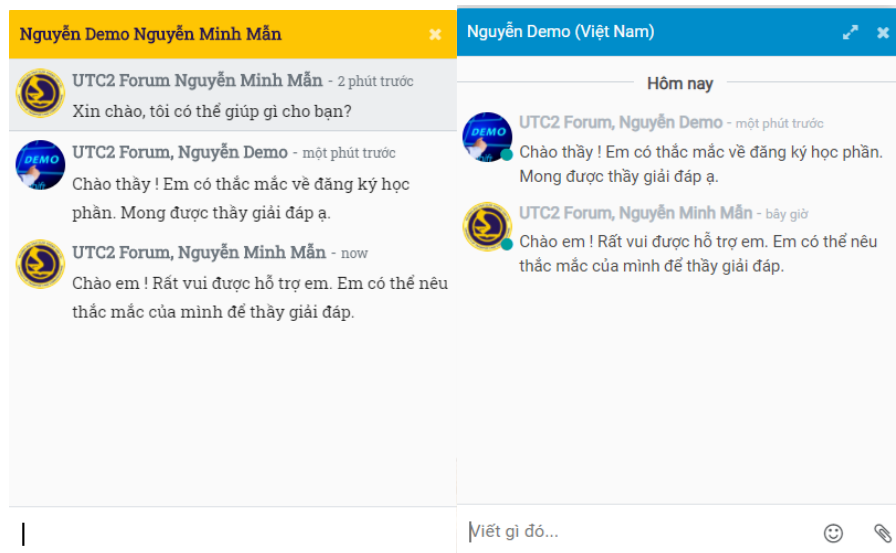 Nguyễn Demo Nguyễn Minh Mẫn
UTC2 Forum Nguyễn Minh Mẫn - 2 phút trước
Xin chào, tôi có thể giúp gì cho bạn?
UTC2 Forum, Nguyễn Demo - một phút trước
Chào thầy ! Em có thắc mắc về đăng ký học
phần. Mong được thầy giải đáp ạ.
UTC2 Forum, Nguyễn Minh Mẫn - now
Chào em ! Rất vui được hỗ trợ em. Em có thể nêu
thắc mắc của mình để thầy giải đáp.
Nguyễn Demo (Việt Nam)
Hôm nay
UTC2 Forum, Nguyễn Demo - một phút trước
Chào thầy ! Em có thắc mắc về đăng ký học phần.
Mong được thầy giải đáp ạ.
UTC2 Forum, Nguyễn Minh Mẫn - bây giờ
Chào em ! Rất vui được hỗ trợ em. Em có thể nêu
thắc mắc của mình để thầy giải đáp.
Viết gì đó...
DEMO
DEMO